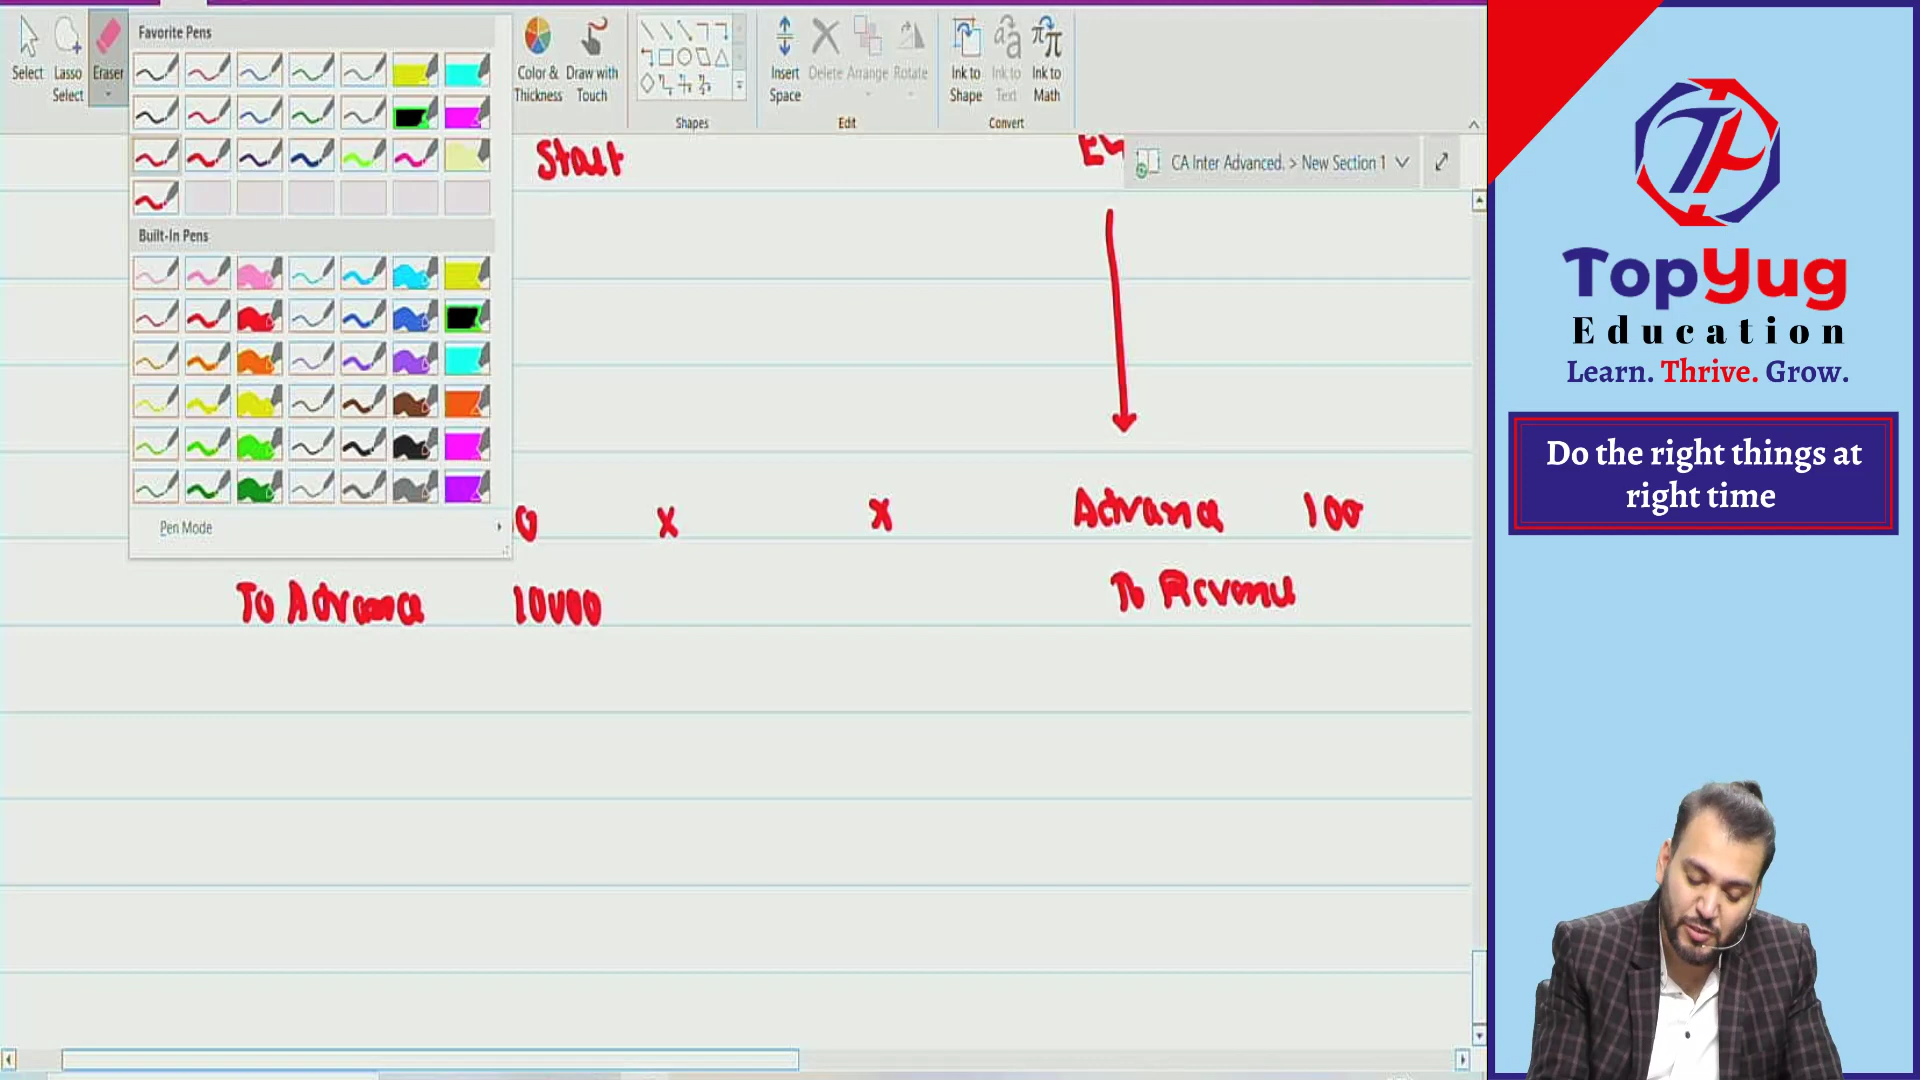 Favorite Pens
Built-In Pens
Pen Mode
Select
Lasso Select
Eraser
Color & Thickness
Draw with Touch
Shapes
Insert Space
Delete
Arrange
Rotate
Edit
Ink to Shape
Ink to Text
Ink to Math
Convert
CA Inter Advanced. > New Section 1
Start
0 x x Advance 100
To Advance 10000
To Revenue
TopYug
Education
Learn. Thrive. Grow.
Do the right things at
right time